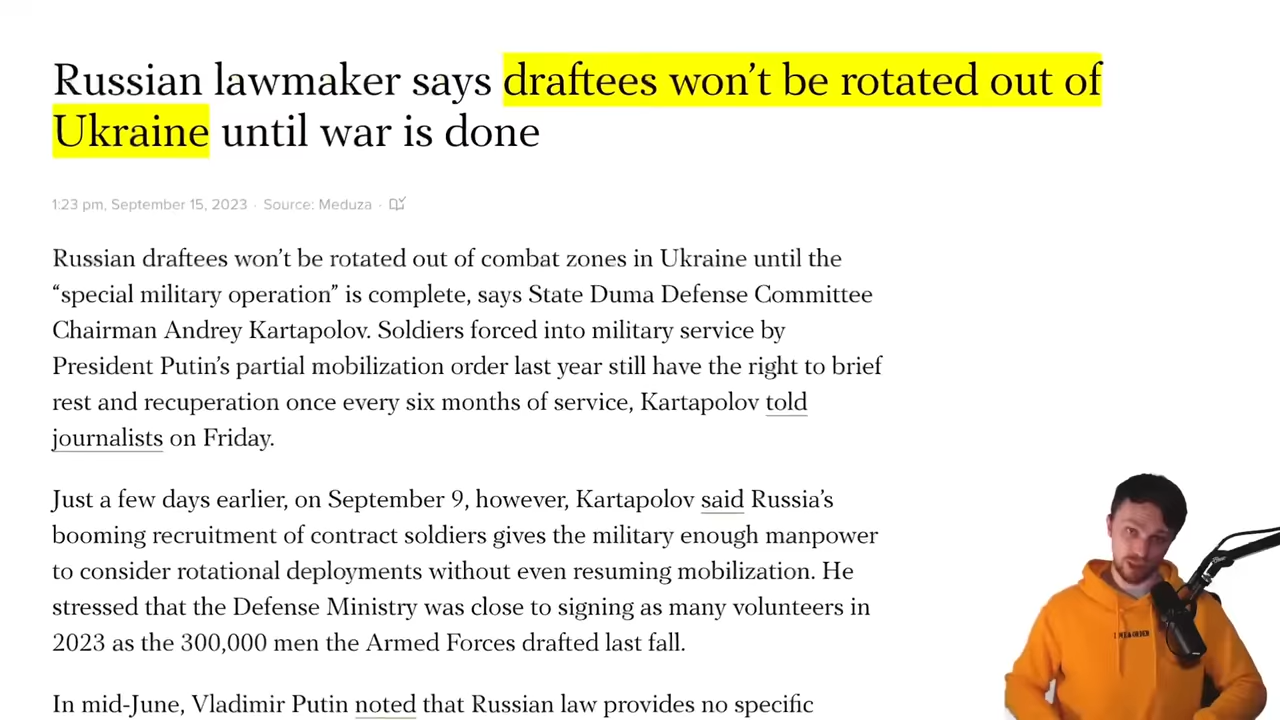 Russian lawmaker says draftees won’t be rotated out of
Ukraine until war is done
1:23 pm, September 15, 2023 · Source: Meduza ·
Russian draftees won’t be rotated out of combat zones in Ukraine until the
“special military operation” is complete, says State Duma Defense Committee
Chairman Andrey Kartapolov. Soldiers forced into military service by
President Putin’s partial mobilization order last year still have the right to brief
rest and recuperation once every six months of service, Kartapolov told
journalists on Friday.
Just a few days earlier, on September 9, however, Kartapolov said Russia’s
booming recruitment of contract soldiers gives the military enough manpower
to consider rotational deployments without even resuming mobilization. He
stressed that the Defense Ministry was close to signing as many volunteers in
2023 as the 300,000 men the Armed Forces drafted last fall.
In mid-June, Vladimir Putin noted that Russian law provides no specific